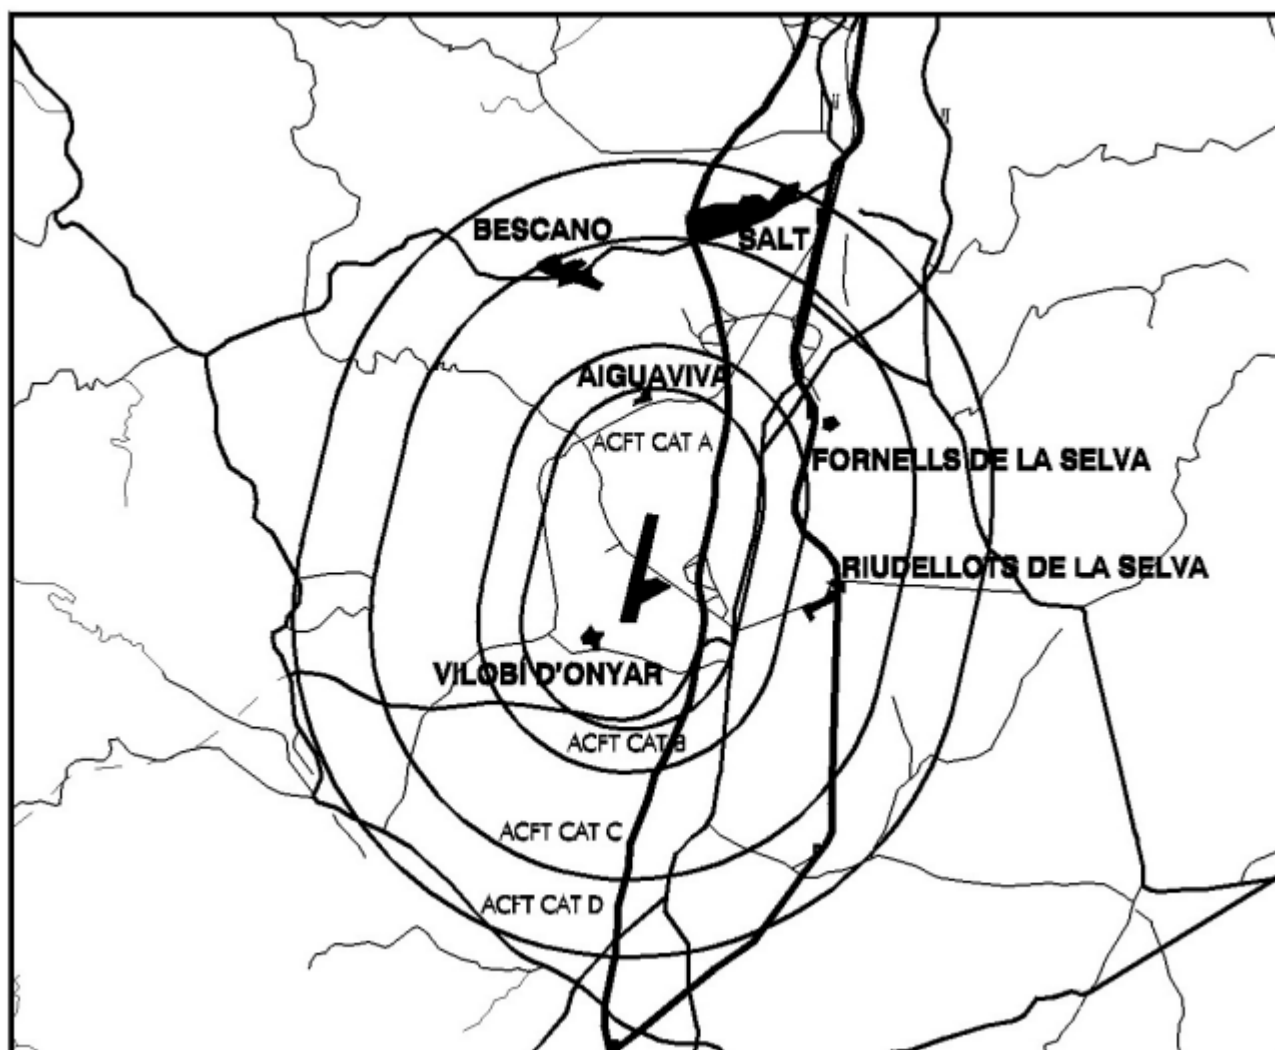 BESCANO
SALT
AIGUAVIVA
ACFT CAT A
FORNELLS DE LA SELVA
RIUDELLOTS DE LA SELVA
VILOBÍ D'ONYAR
ACFT CAT B
ACFT CAT C
ACFT CAT D